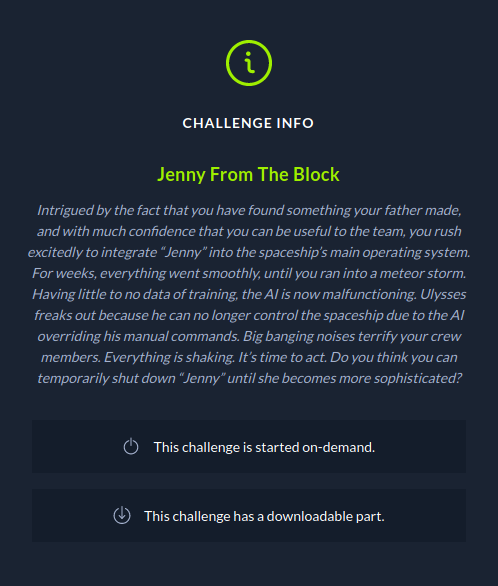 CHALLENGE INFO
Jenny From The Block
Intrigued by the fact that you have found something your father made,
and with much confidence that you can be useful to the team, you rush
excitedly to integrate “Jenny” into the spaceship’s main operating system.
For weeks, everything went smoothly, until you ran into a meteor storm.
Having little to no data of training, the AI is now malfunctioning. Ulysses
freaks out because he can no longer control the spaceship due to the AI
overriding his manual commands. Big banging noises terrify your crew
members. Everything is shaking. It’s time to act. Do you think you can
temporarily shut down “Jenny” until she becomes more sophisticated?
This challenge is started on-demand.
This challenge has a downloadable part.